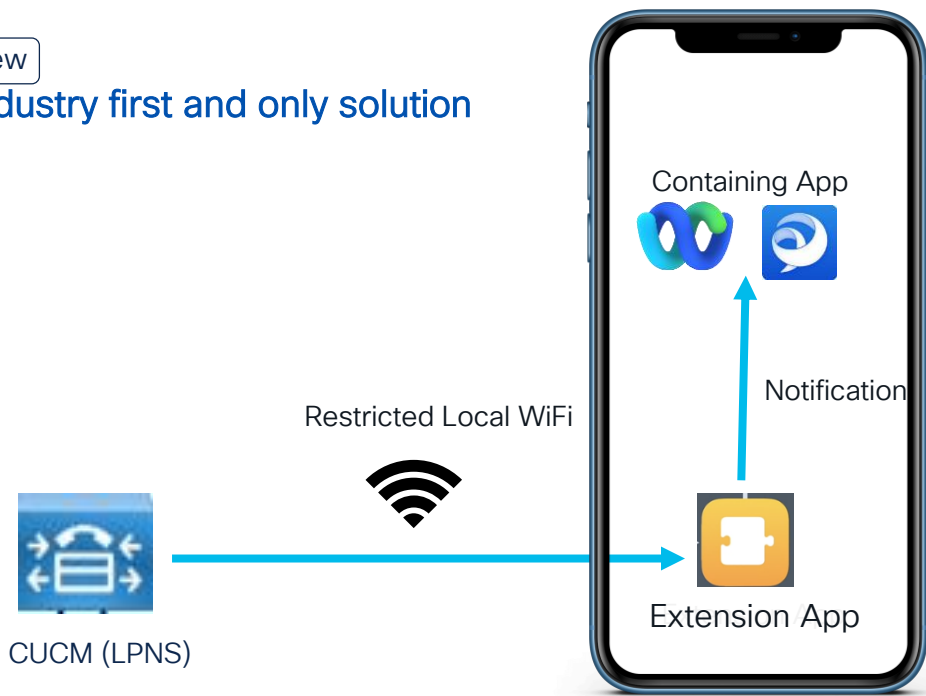 ew
dustry first and only solution
Containing App
Notification
Restricted Local WiFi
Extension App
CUCM (LPNS)